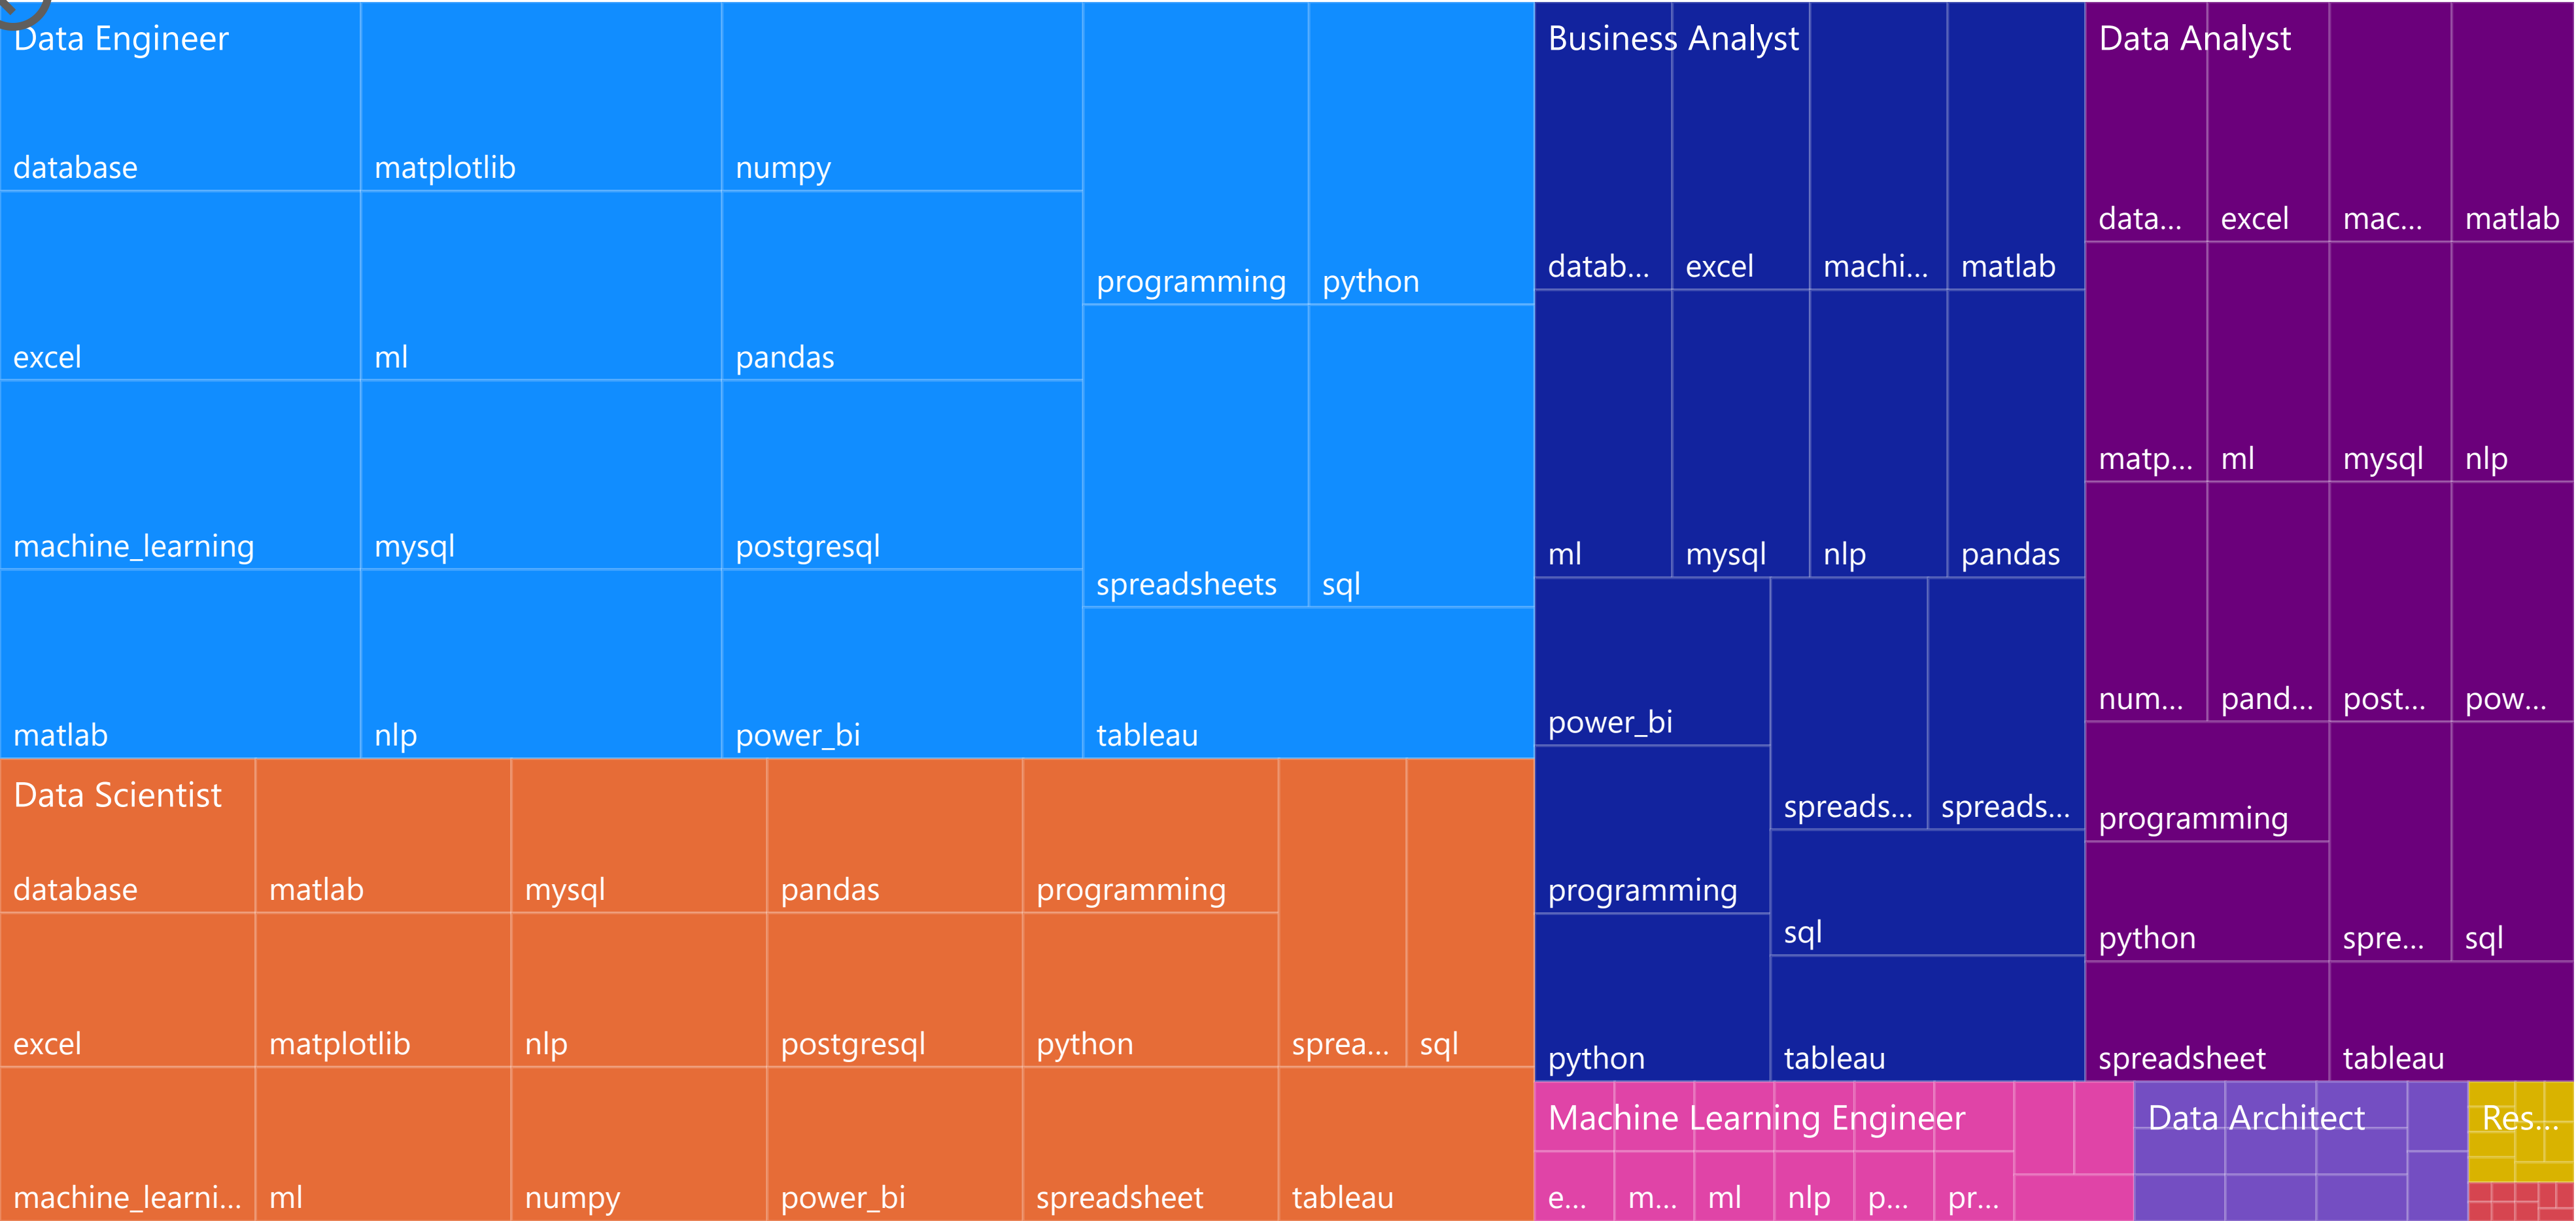 Data Engineer
database
matplotlib
numpy
programming
python
excel
ml
pandas
machine_learning
mysql
postgresql
spreadsheets
sql
matlab
nlp
power_bi
tableau
Data Scientist
database
matlab
mysql
pandas
programming
excel
matplotlib
nlp
postgresql
python
sprea...
sql
machine_learni...
ml
numpy
power_bi
spreadsheet
tableau
Business Analyst
datab...
excel
machi...
matlab
ml
mysql
nlp
pandas
power_bi
spreads...
spreads...
programming
sql
python
tableau
Data Analyst
data...
excel
mac...
matlab
matp...
ml
mysql
nlp
num...
pand...
post...
pow...
programming
python
spre...
sql
spreadsheet
tableau
Machine Learning Engineer
e...
m...
ml
nlp
p...
pr...
Data Architect
Res...